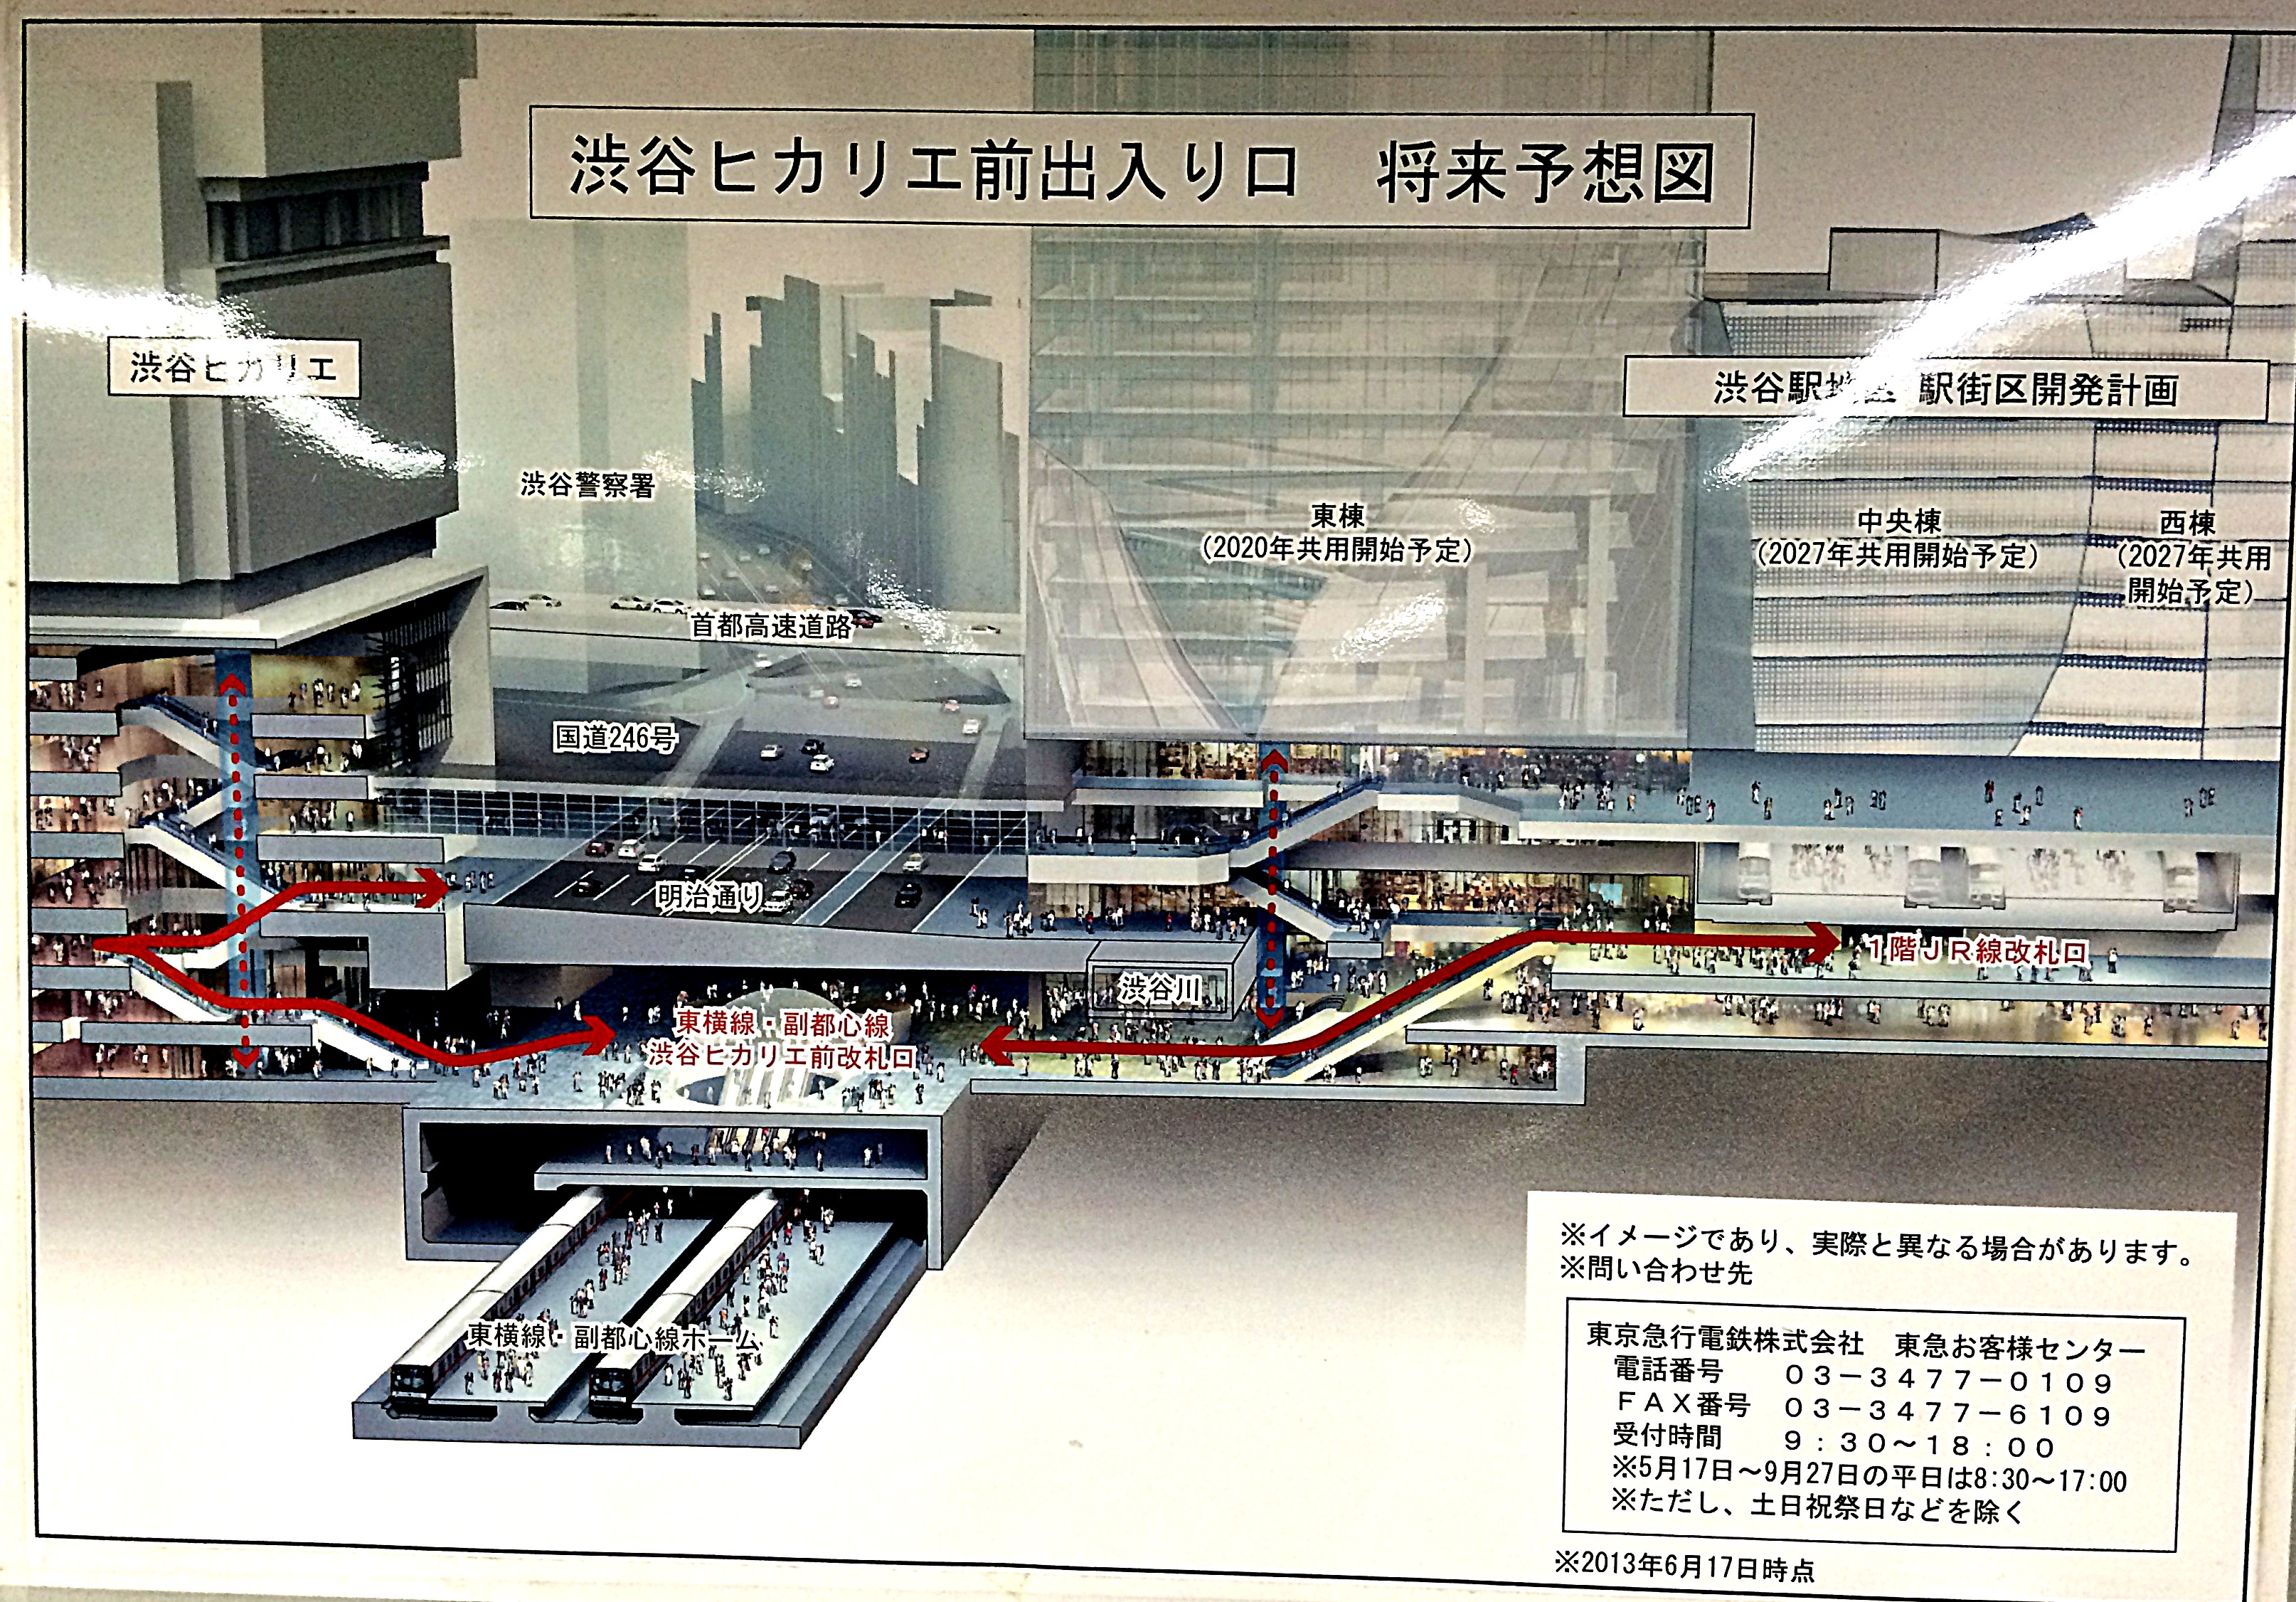 渋谷ヒカリエ前出入り口　将来予想図
渋谷ヒカリエ
渋谷駅地区 駅街区開発計画
渋谷警察署
東棟
（2020年共用開始予定）
中央棟
（2027年共用開始予定）
西棟
（2027年共用
開始予定）
首都高速道路
国道246号
明治通り
渋谷川
１階ＪＲ線改札口
東横線・副都心線
渋谷ヒカリエ前改札口
東横線・副都心線ホーム
※イメージであり、実際と異なる場合があります。
※問い合わせ先
東京急行電鉄株式会社　東急お客様センター
電話番号　　０３－３４７７－０１０９
ＦＡＸ番号　０３－３４７７－６１０９
受付時間　　９：３０～１８：００
※5月17日～9月27日の平日は8:30～17:00
※ただし、土日祝祭日などを除く
※2013年6月17日時点